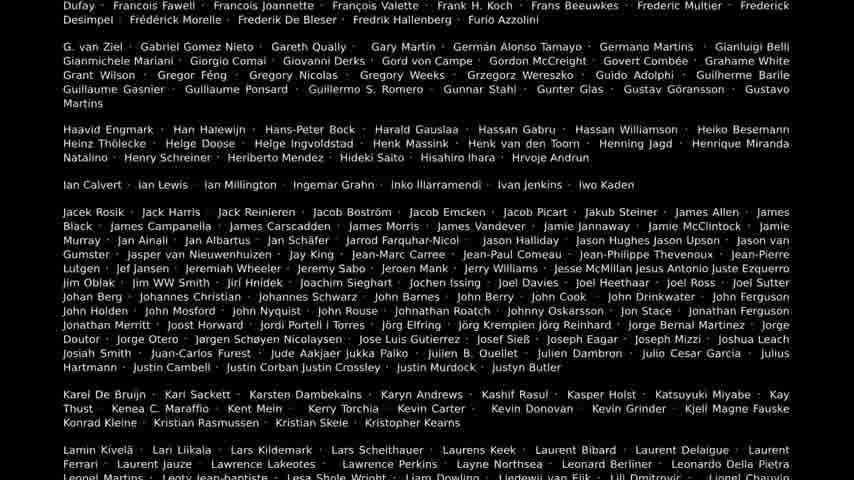 Dufay · Francois Fawell · Francois Joannette · François Valette · Frank H. Koch · Frans Beeuwkes · Frederic Multier · Frederick
Desimpel · Frédérick Morelle · Frederik De Bleser · Fredrik Hallenberg · Furio Azzolini
G. van Ziel · Gabriel Gomez Nieto · Gareth Qually · Gary Martin · Germán Alonso Tamayo · Germano Martins · Gianluigi Belli
Gianmichele Mariani · Giorgio Comai · Giovanni Derks · Gord von Campe · Gordon McCreight · Govert Combée · Grahame White
Grant Wilson · Gregor Féng · Gregory Nicolas · Gregory Weeks · Grzegorz Wereszko · Guido Adolphi · Guilherme Barile
Guillaume Gasnier · Guillaume Ponsard · Guillermo S. Romero · Gunnar Stahl · Gunter Glas · Gustav Göransson · Gustavo
Martins
Haavid Engmark · Han Halewijn · Hans-Peter Bock · Harald Gauslaa · Hassan Gabru · Hassan Williamson · Heiko Besemann
Heinz Thölecke · Helge Doose · Helge Ingvoldstad · Henk Massink · Henk van den Toorn · Henning Jagd · Henrique Miranda
Natalino · Henry Schreiner · Heriberto Mendez · Hideki Saito · Hisahiro Ihara · Hrvoje Andrun
Ian Calvert · Ian Lewis · Ian Millington · Ingemar Grahn · Inko Illarramendi · Ivan Jenkins · Iwo Kaden
Jacek Rosik · Jack Harris · Jack Reinieren · Jacob Boström · Jacob Emcken · Jacob Picart · Jakub Steiner · James Allen · James
Black · James Campanella · James Carscadden · James Morris · James Vandever · Jamie Jannaway · Jamie McClintock · Jamie
Murray · Jan Ainali · Jan Albartus · Jan Schäfer · Jarrod Farquhar-Nicol · Jason Halliday · Jason Hughes Jason Upson · Jason van
Gumster · Jasper van Nieuwenhuizen · Jay King · Jean-Marc Carree · Jean-Paul Comeau · Jean-Philippe Thevenoux · Jean-Pierre
Lutgen · Jef Jansen · Jeremiah Wheeler · Jeremy Sabo · Jeroen Mank · Jerry Williams · Jesse McMillan Jesus Antonio Juste Ezquerro
Jim Oblak · Jim WW Smith · Jirí Hnídek · Joachim Sieghart · Jochen Issing · Joel Davies · Joel Heethaar · Joel Ross · Joel Sutter
Johan Berg · Johannes Christian · Johannes Schwarz · John Barnes · John Berry · John Cook · John Drinkwater · John Ferguson
John Holden · John Mosford · John Nyquist · John Rouse · Johnathan Roatch · Johnny Oskarsson · Jon Stace · Jonathan Ferguson
Jonathan Merritt · Joost Horward · Jordi Portell i Torres · Jörg Elfring · Jörg Krempien Jörg Reinhard · Jorge Bernal Martinez · Jorge
Doutor · Jorge Otero · Jørgen Schøyen Nicolaysen · Jose Luis Gutierrez · Josef Sieß · Joseph Eagar · Joseph Mizzi · Joshua Leach
Josiah Smith · Juan-Carlos Furest · Jude Aakjaer Jukka Palko · Julien B. Ouellet · Julien Dambron · Julio Cesar Garcia · Julius
Hartmann · Justin Cambell · Justin Corban Justin Crossley · Justin Murdock · Justyn Butler
Karel De Bruijn · Kari Sackett · Karsten Dambekalns · Karyn Andrews · Kashif Rasul · Kasper Holst · Katsuyuki Miyabe · Kay
Thust · Kenea C. Maraffio · Kent Mein · Kerry Torchia · Kevin Carter · Kevin Donovan · Kevin Grinder · Kjell Magne Fauske
Konrad Kleine · Kristian Rasmussen · Kristian Skeie · Kristopher Kearns
Lamin Kivelä · Lari Liikala · Lars Kildemark · Lars Scheithauer · Laurens Keek · Laurent Bibard · Laurent Delaigue · Laurent
Ferrari · Laurent Jauze · Lawrence Lakeotes · Lawrence Perkins · Layne Northsea · Leonard Berliner · Leonardo Della Pietra
Leonel Martins · Leoty Jean-baptiste · Lesa Shole Wright · Liam Dowling · Liedewij van Eijk · Lill Dmitrovic · Lionel Chauvin